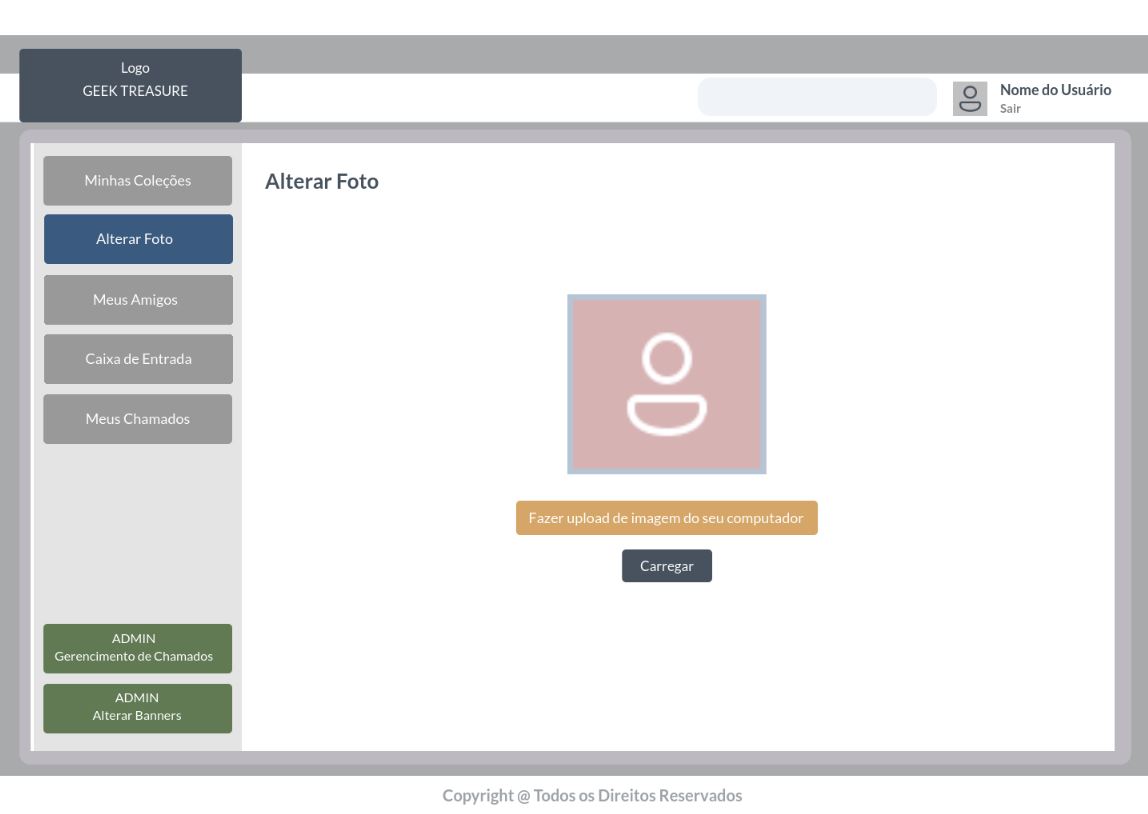 Logo
GEEK TREASURE
Nome do Usuário
Sair
Minhas Coleções
Alterar Foto
Meus Amigos
Caixa de Entrada
Meus Chamados
ADMIN
Gerencimento de Chamados
ADMIN
Alterar Banners
Alterar Foto
Fazer upload de imagem do seu computador
Carregar
Copyright @ Todos os Direitos Reservados